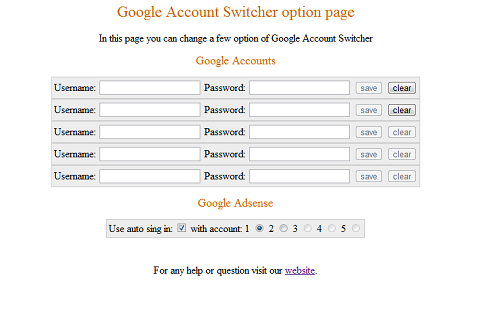 Google Account Switcher option page
In this page you can change a few option of Google Account Switcher
Google Accounts
Username: Password: save clear
Username: Password: save clear
Username: Password: save clear
Username: Password: save clear
Username: Password: save clear
Google Adsense
Use auto sing in: with account: 1 2 3 4 5
For any help or question visit our website.